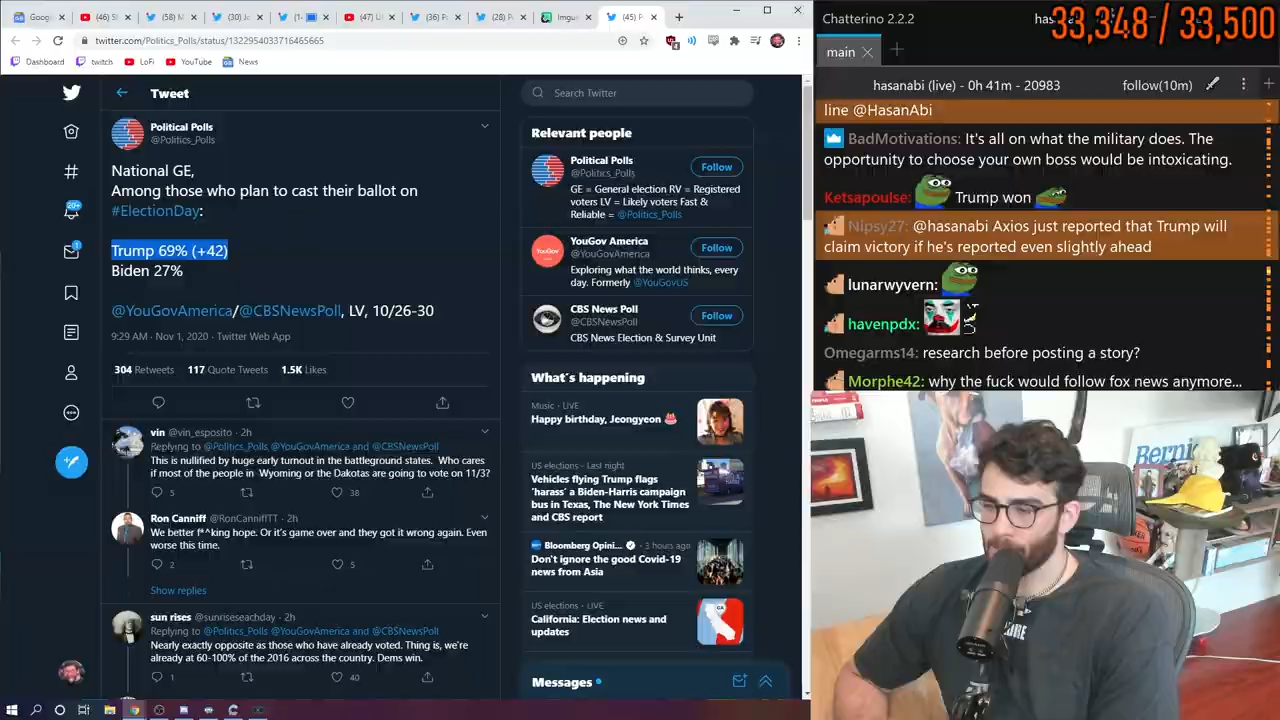 (45) P
twitter.com/Politics_Polls/status/1322954033716465665
Dashboard
twitch
LoFi
YouTube
News
Tweet
Search Twitter
Political Polls
@Politics_Polls
National GE,
Among those who plan to cast their ballot on
#ElectionDay:
Trump 69% (+42)
Biden 27%
@YouGovAmerica/@CBSNewsPoll, LV, 10/26-30
9:29 AM · Nov 1, 2020 · Twitter Web App
304 Retweets 117 Quote Tweets 1.5K Likes
vin @vin_esposito · 2h
Replying to @Politics_Polls @YouGovAmerica and @CBSNewsPoll
This is nullified by huge early turnout in the battleground states. Who cares
if most of the people in Wyoming or the Dakotas are going to vote on 11/3?
5
38
Ron Canniff @RonCanniffTT · 2h
We better f**king hope. Or it's game over and they got it wrong again. Even
worse this time.
2
5
Show replies
sun rises @sunriseeachday · 2h
Replying to @Politics_Polls @YouGovAmerica and @CBSNewsPoll
Nearly exactly opposite as those who have already voted. Thing is, we're
already at 60-100% of the 2016 across the country. Dems win.
1
40
Relevant people
Political Polls
@Politics_Polls
Follow
GE = General election RV = Registered
voters LV = Likely voters Fast &
Reliable = @Politics_Polls
YouGov America
@YouGovAmerica
Follow
Exploring what the world thinks, every
day. Formerly @YouGovUS
CBS News Poll
@CBSNewsPoll
Follow
CBS News Election & Survey Unit
What's happening
Music · LIVE
Happy birthday, Jeongyeon
US elections · Last night
Vehicles flying Trump flags
'harass' a Biden-Harris campaign
bus in Texas, The New York Times
and CBS report
Bloomberg Opini... · 3 hours ago
Don't ignore the good Covid-19
news from Asia
US elections · LIVE
California: Election news and
updates
Messages
Chatterino 2.2.2
33,348 / 33,500
main
hasanabi (live) - 0h 41m - 20983
follow(10m)
line @HasanAbi
BadMotivations: It's all on what the military does. The
opportunity to choose your own boss would be intoxicating.
Ketsapoulse: Trump won
Nipsy27: @hasanabi Axios just reported that Trump will
claim victory if he's reported even slightly ahead
lunarwyvern:
havenpdx:
Omegarms14: research before posting a story?
Morphe42: why the fuck would follow fox news anymore...
Bernie